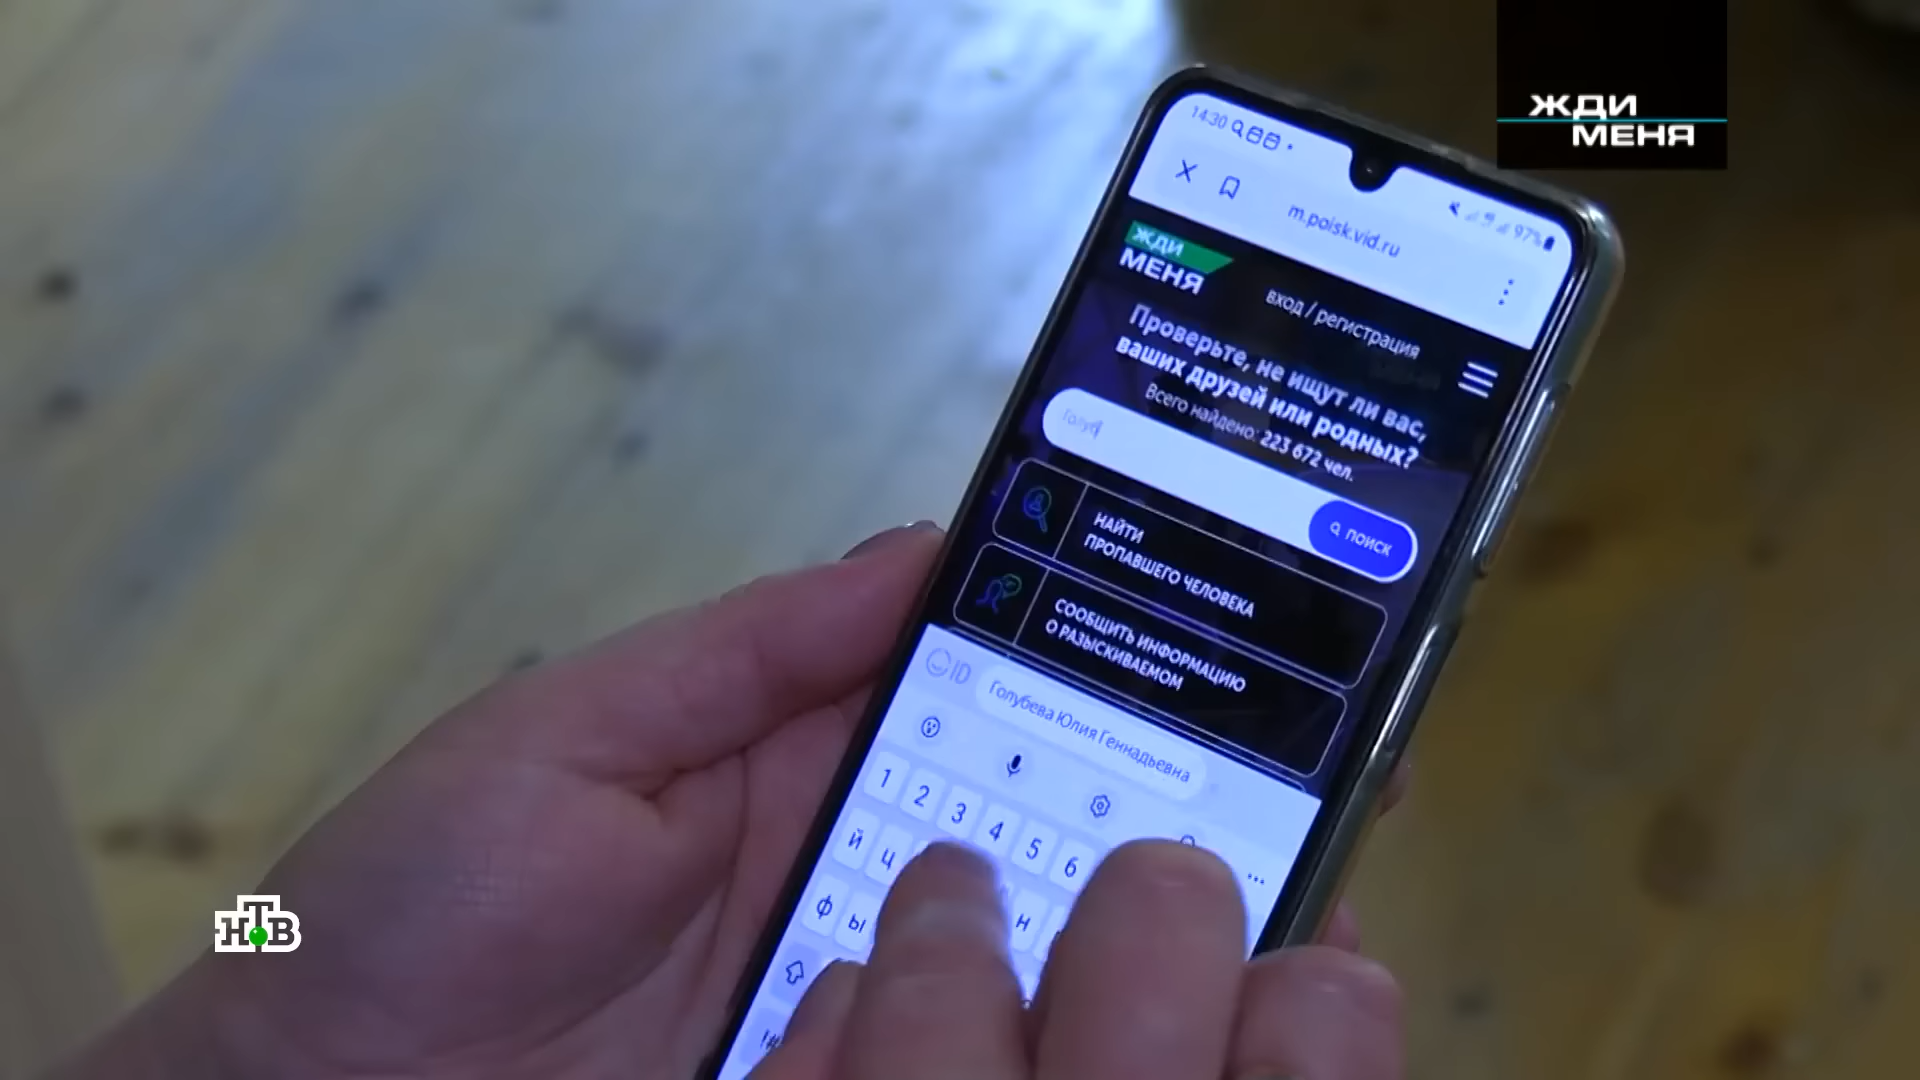 ЖДИ
МЕНЯ
14:30
97%
m.poisk.vid.ru
ЖДИ
МЕНЯ
вход / регистрация
Проверьте, не ищут ли вас,
ваших друзей или родных?
Всего найдено: 223 672 чел.
Голуб
ПОИСК
НАЙТИ
ПРОПАВШЕГО ЧЕЛОВЕКА
СООБЩИТЬ ИНФОРМАЦИЮ
О РАЗЫСКИВАЕМОМ
ID Голубева Юлия Геннадьевна
1 2 3 4 5 6
й ц н
ф ы
!#
НТВ